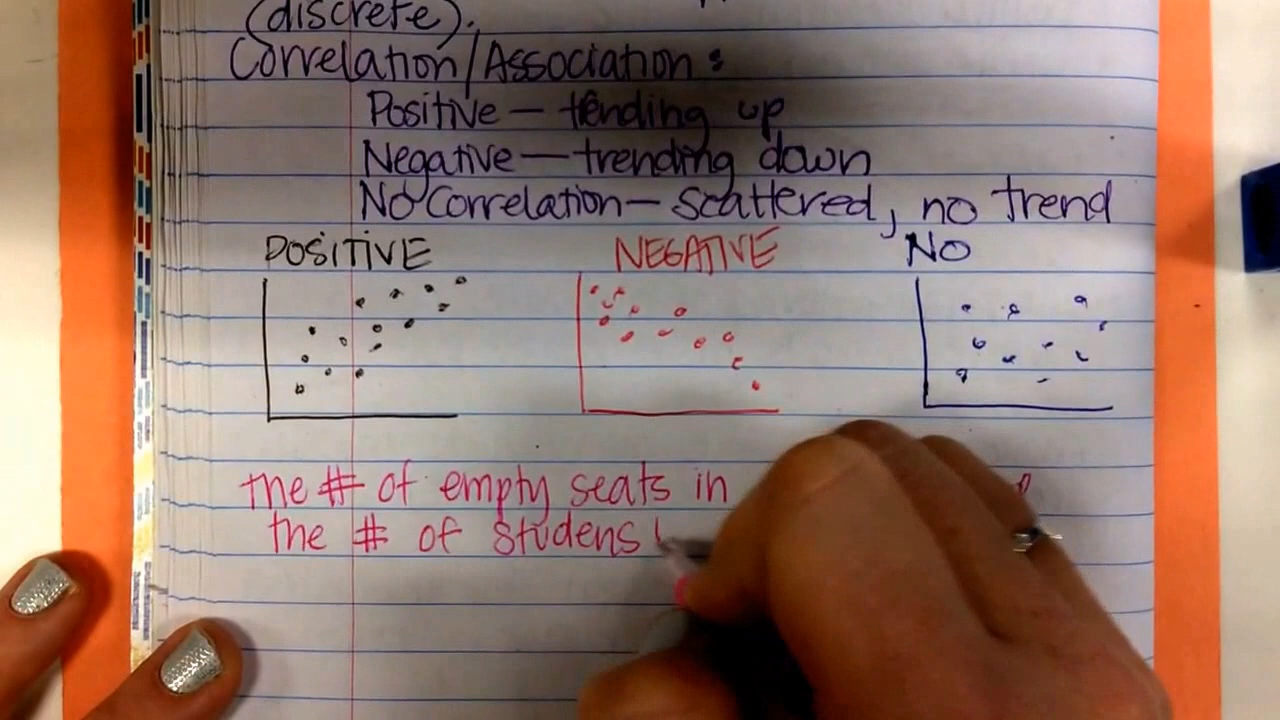 (discrete).
Correlation/Association:
Positive — tending up
Negative — trending down
No Correlation — scattered, no trend
POSITIVE NEGATIVE NO
the # of empty seats in
the # of studens